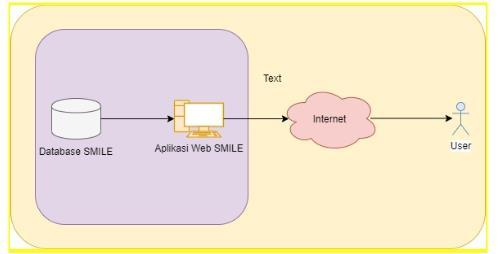 Text
Internet
Database SMILE
Aplikasi Web SMILE
User